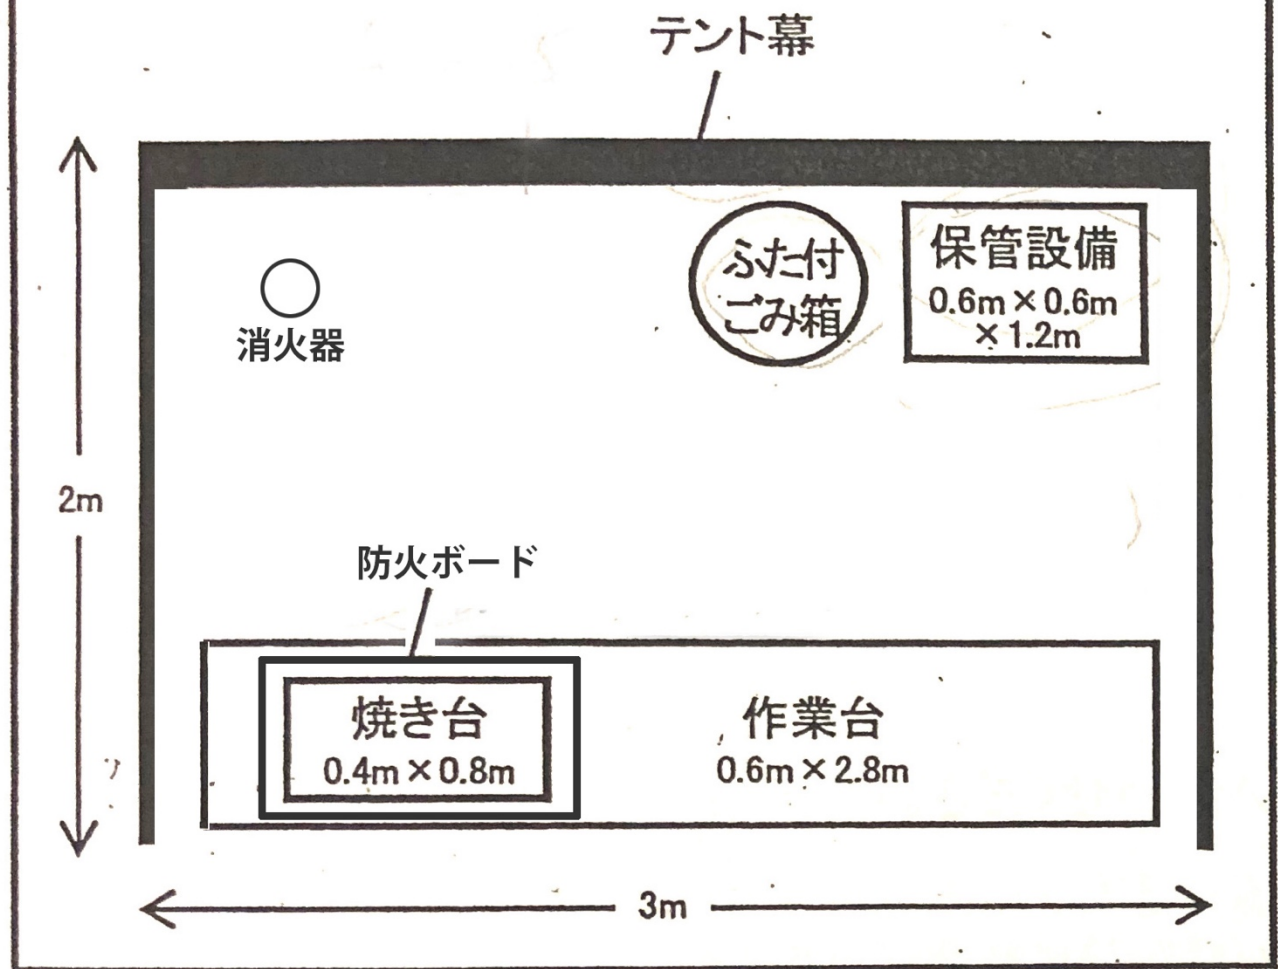 テント幕
ふた付
ごみ箱
保管設備
0.6m×0.6m
×1.2m
消火器
2m
防火ボード
焼き台
0.4m×0.8m
作業台
0.6m×2.8m
3m